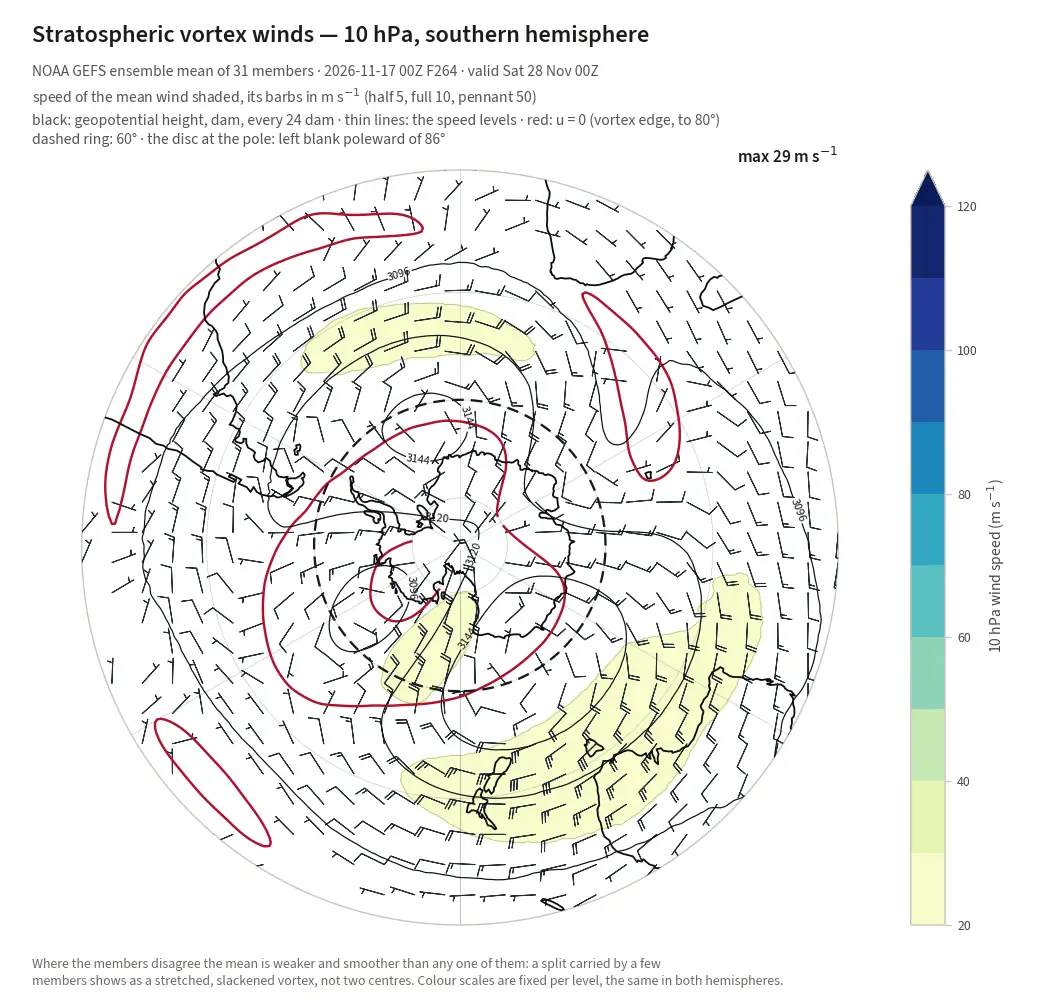 Stratospheric vortex winds — 10 hPa, southern hemisphere
NOAA GEFS ensemble mean of 31 members · 2026-11-17 00Z F264 · valid Sat 28 Nov 00Z
speed of the mean wind shaded, its barbs in m s⁻¹ (half 5, full 10, pennant 50)
black: geopotential height, dam, every 24 dam · thin lines: the speed levels · red: u = 0 (vortex edge, to 80°)
dashed ring: 60° · the disc at the pole: left blank poleward of 86°
max 29 m s⁻¹
120
100
80
60
40
20
10 hPa wind speed (m s⁻¹)
3096
3144
3144
3120
3120
3096
3144
3096
Where the members disagree the mean is weaker and smoother than any one of them: a split carried by a few
members shows as a stretched, slackened vortex, not two centres. Colour scales are fixed per level, the same in both hemispheres.